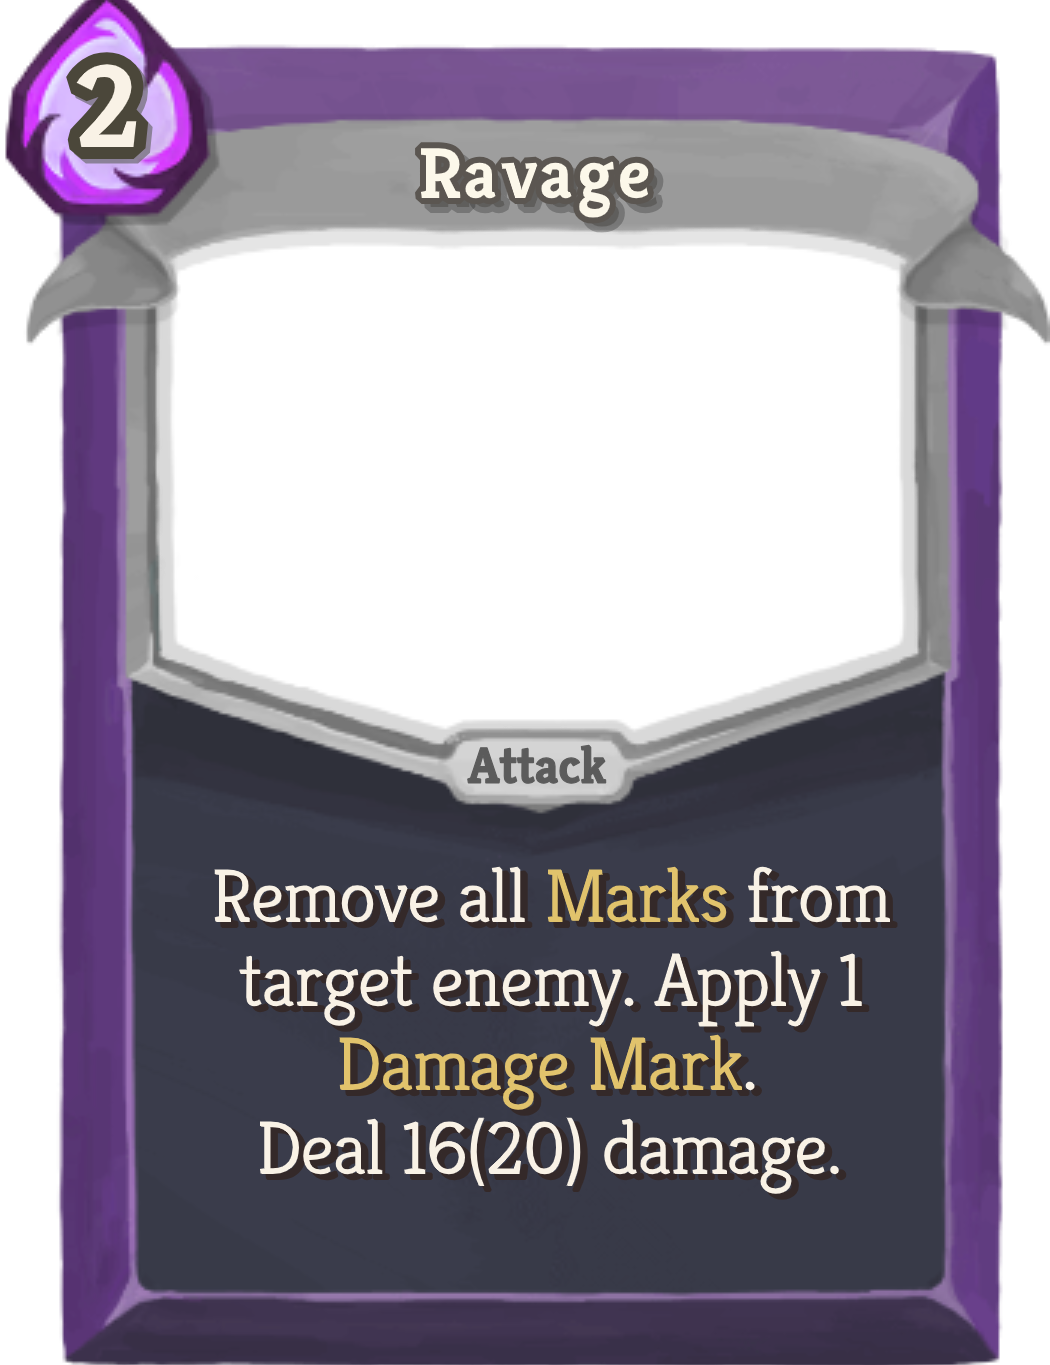 2
Ravage
Attack
Remove all Marks from
target enemy. Apply 1
Damage Mark.
Deal 16(20) damage.